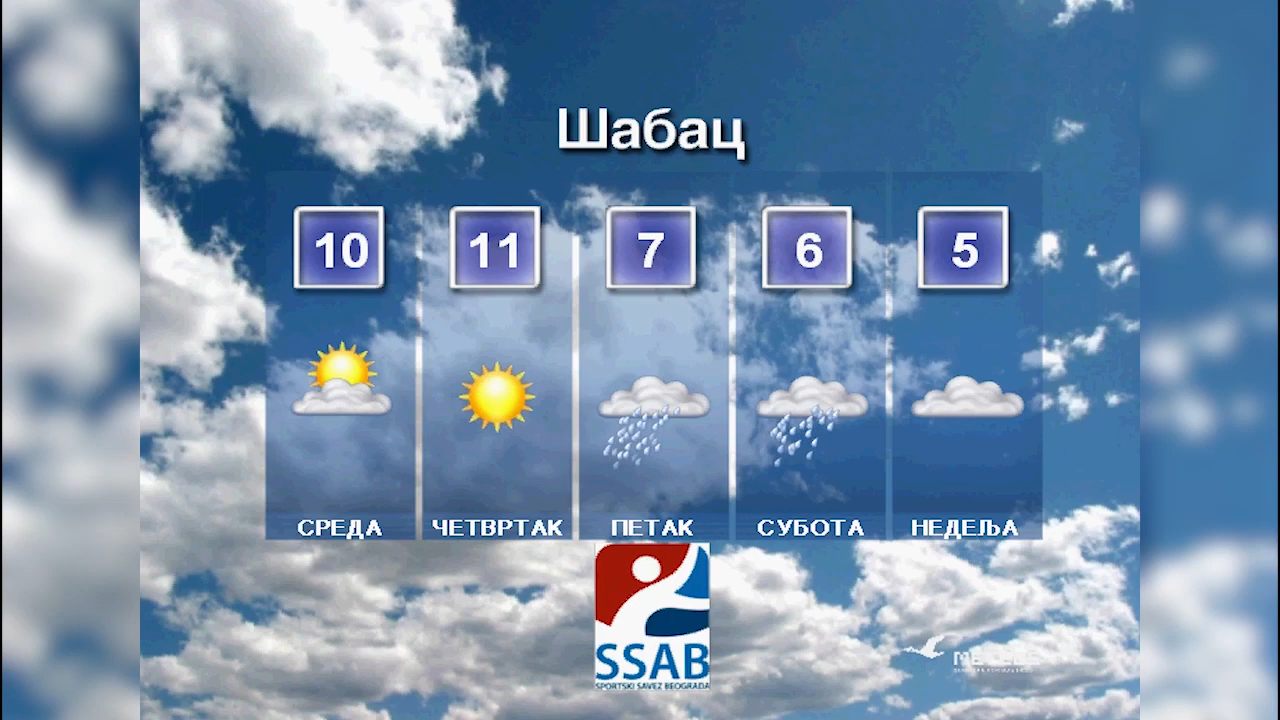 Шабац
10 11 7 6 5
СРЕДА ЧЕТВРТАК ПЕТАК СУБОТА НЕДЕЉА
SSAB
SPORTSKI SAVEZ BEOGRADA